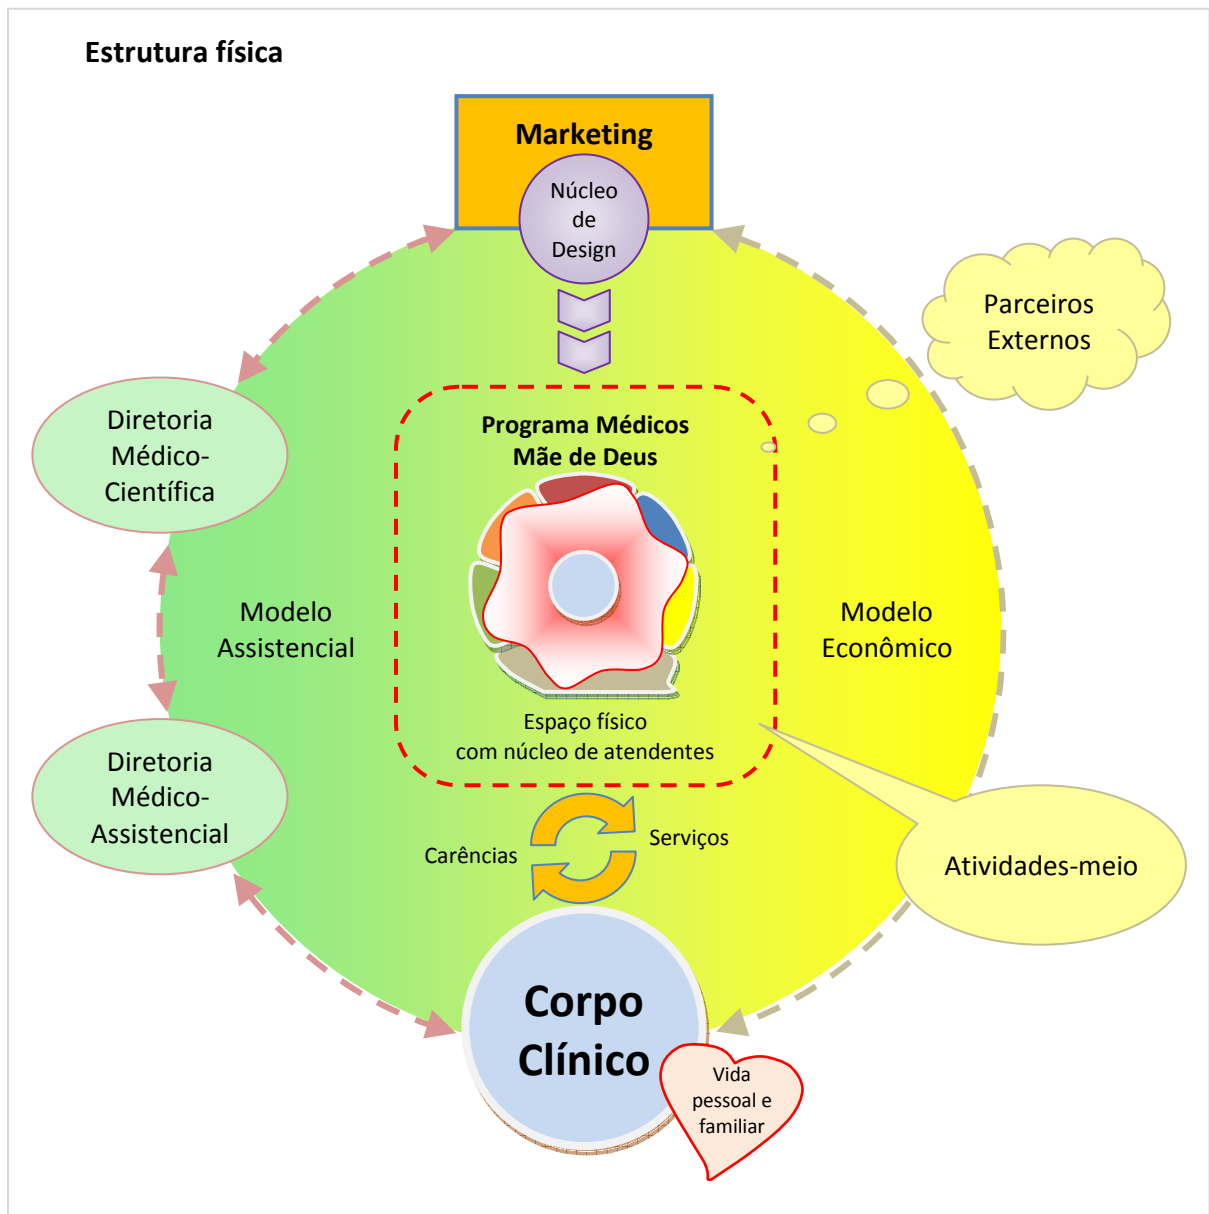 Estrutura física
Marketing
Núcleo
de
Design
Parceiros
Externos
Diretoria
Médico-
Científica
Programa Médicos
Mãe de Deus
Modelo
Assistencial
Modelo
Econômico
Espaço físico
com núcleo de atendentes
Diretoria
Médico-
Assistencial
Carências
Serviços
Atividades-meio
Corpo
Clínico
Vida
pessoal e
familiar